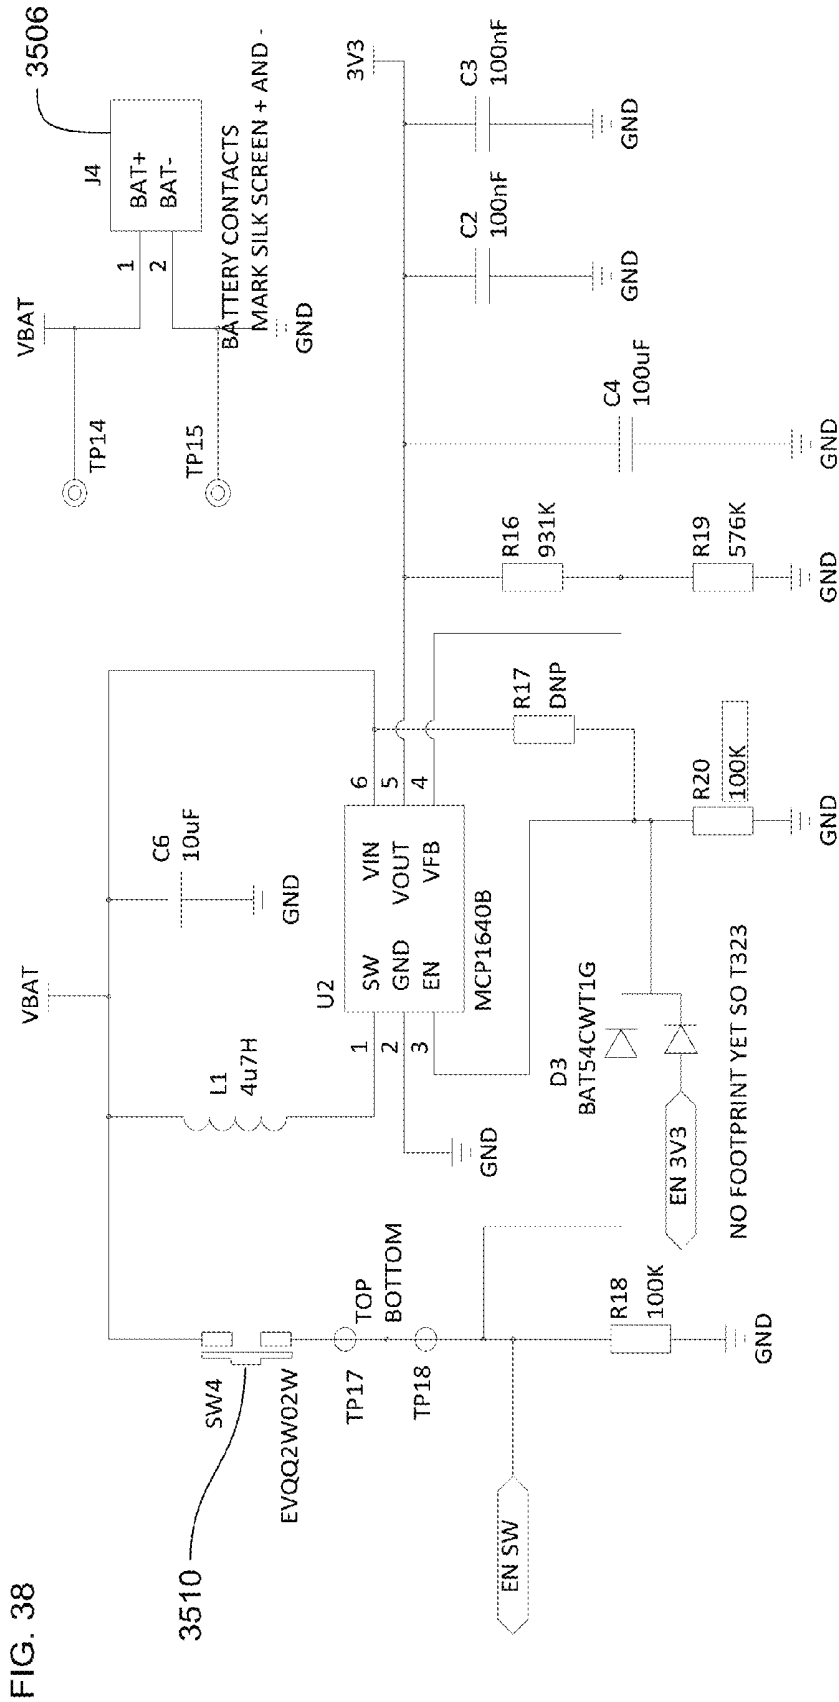 FIG. 38
3510
SW4
EVQQ2W02W
TP17
TOP
BOTTOM
TP18
EN SW
R18
100K
GND
VBAT
L1
4u7H
C6
10uF
GND
U2
SW
GND
EN
VIN
VOUT
VFB
1
2
3
6
5
4
MCP1640B
GND
D3
BAT54CWT1G
EN 3V3
NO FOOTPRINT YET SO T323
R17
DNP
R20
100K
GND
R16
931K
R19
576K
GND
C4
100uF
GND
C2
100nF
GND
C3
100nF
GND
3V3
VBAT
TP14
TP15
1
2
J4
BAT+
BAT-
3506
BATTERY CONTACTS
MARK SILK SCREEN + AND -
GND